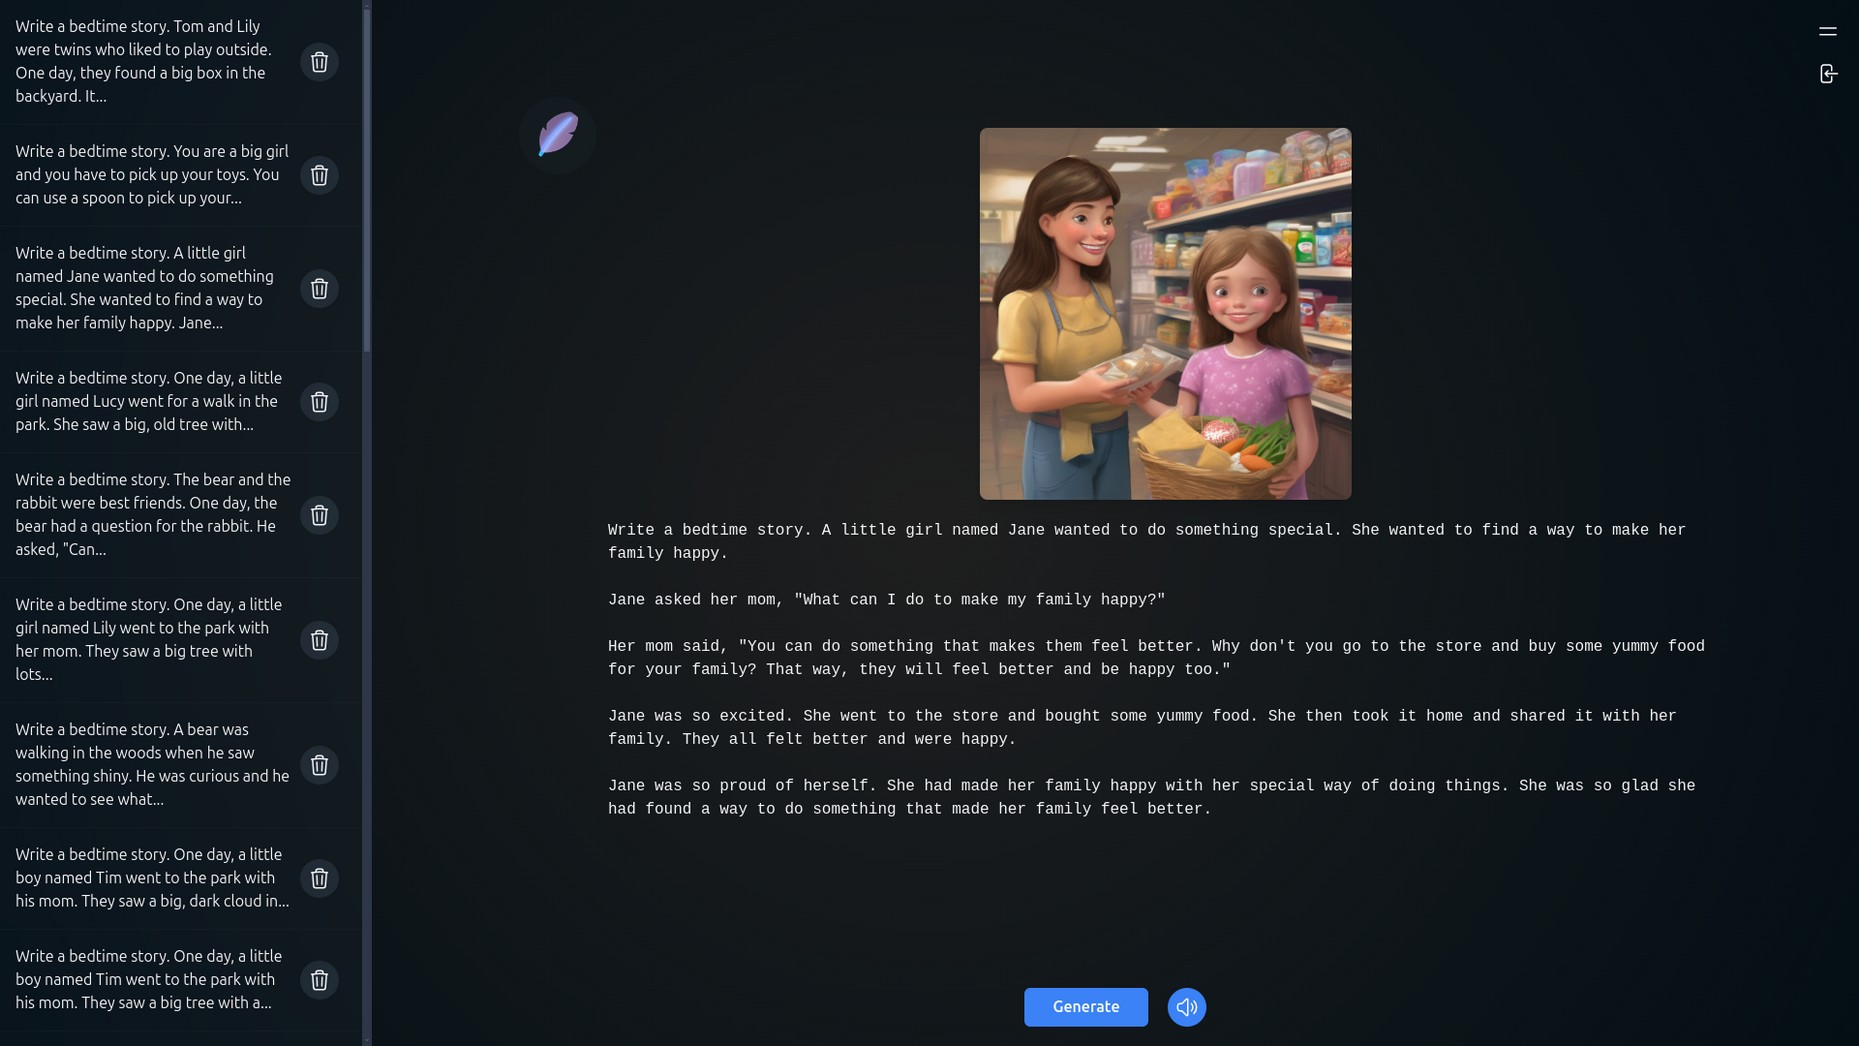 Write a bedtime story. Tom and Lily
were twins who liked to play outside.
One day, they found a big box in the
backyard. It...
Write a bedtime story. You are a big girl
and you have to pick up your toys. You
can use a spoon to pick up your...
Write a bedtime story. A little girl
named Jane wanted to do something
special. She wanted to find a way to
make her family happy. Jane...
Write a bedtime story. One day, a little
girl named Lucy went for a walk in the
park. She saw a big, old tree with...
Write a bedtime story. The bear and the
rabbit were best friends. One day, the
bear had a question for the rabbit. He
asked, "Can...
Write a bedtime story. One day, a little
girl named Lily went to the park with
her mom. They saw a big tree with
lots...
Write a bedtime story. A bear was
walking in the woods when he saw
something shiny. He was curious and he
wanted to see what...
Write a bedtime story. One day, a little
boy named Tim went to the park with
his mom. They saw a big, dark cloud in...
Write a bedtime story. One day, a little
boy named Tim went to the park with
his mom. They saw a big tree with a...
Write a bedtime story. A little girl named Jane wanted to do something special. She wanted to find a way to make her
family happy.
Jane asked her mom, "What can I do to make my family happy?"
Her mom said, "You can do something that makes them feel better. Why don't you go to the store and buy some yummy food
for your family? That way, they will feel better and be happy too."
Jane was so excited. She went to the store and bought some yummy food. She then took it home and shared it with her
family. They all felt better and were happy.
Jane was so proud of herself. She had made her family happy with her special way of doing things. She was so glad she
had found a way to do something that made her family feel better.
Generate